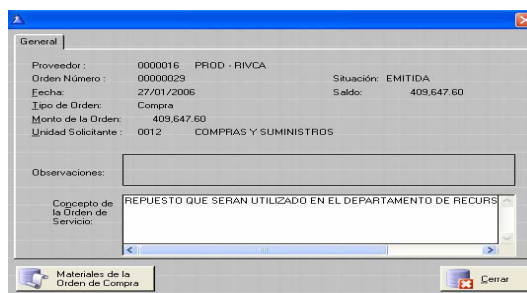 General
Proveedor : 0000016 PROD - RIVCA
Orden Número : 00000029 Situación: EMITIDA
Fecha: 27/01/2006 Saldo: 409,647.60
Tipo de Orden: Compra
Monto de la Orden: 409,647.60
Unidad Solicitante : 0012 COMPRAS Y SUMINISTROS
Observaciones:
Concepto de la Orden de Servicio: REPUESTO QUE SERAN UTILIZADO EN EL DEPARTAMENTO DE RECURS
Materiales de la Orden de Compra
Cerrar